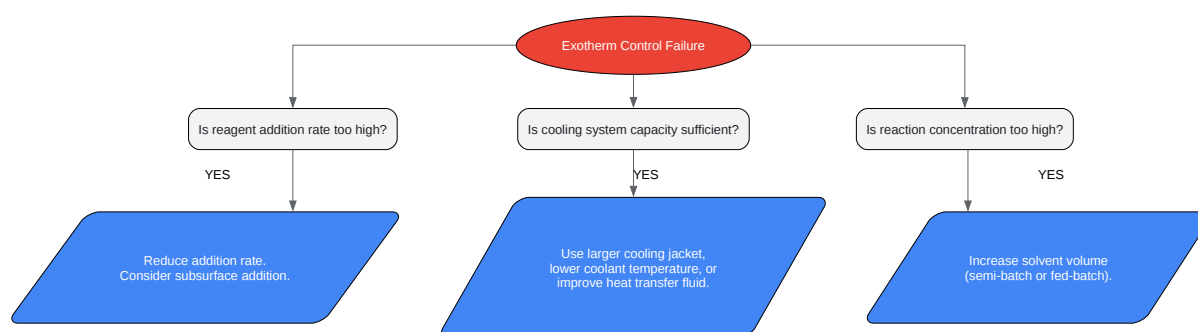 Exotherm Control Failure
Is reagent addition rate too high?
Is cooling system capacity sufficient?
Is reaction concentration too high?
YES
YES
YES
Reduce addition rate.
Consider subsurface addition.
Use larger cooling jacket,
lower coolant temperature, or
improve heat transfer fluid.
Increase solvent volume
(semi-batch or fed-batch).